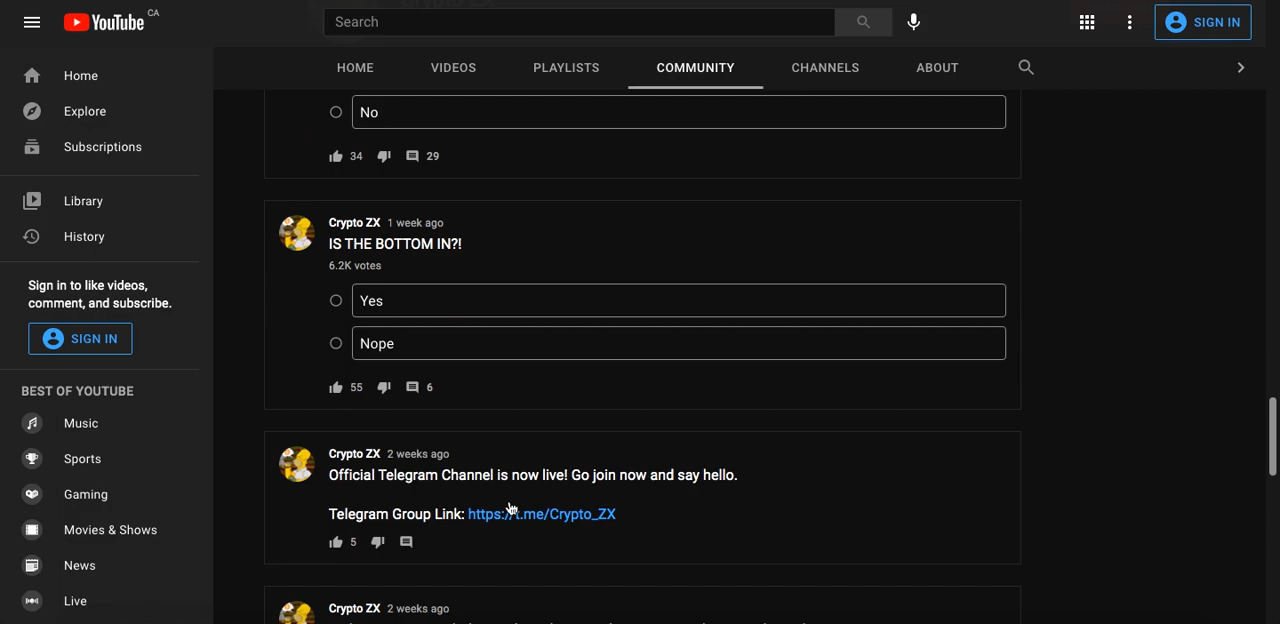 YouTube CA
Search
SIGN IN
HOME VIDEOS PLAYLISTS COMMUNITY CHANNELS ABOUT
Home
Explore
Subscriptions
Library
History
Sign in to like videos,
comment, and subscribe.
SIGN IN
BEST OF YOUTUBE
Music
Sports
Gaming
Movies & Shows
News
Live
No
34 29
Crypto ZX 1 week ago
IS THE BOTTOM IN?!
6.2K votes
Yes
Nope
55 6
Crypto ZX 2 weeks ago
Official Telegram Channel is now live! Go join now and say hello.
Telegram Group Link: https://t.me/Crypto_ZX
5
Crypto ZX 2 weeks ago